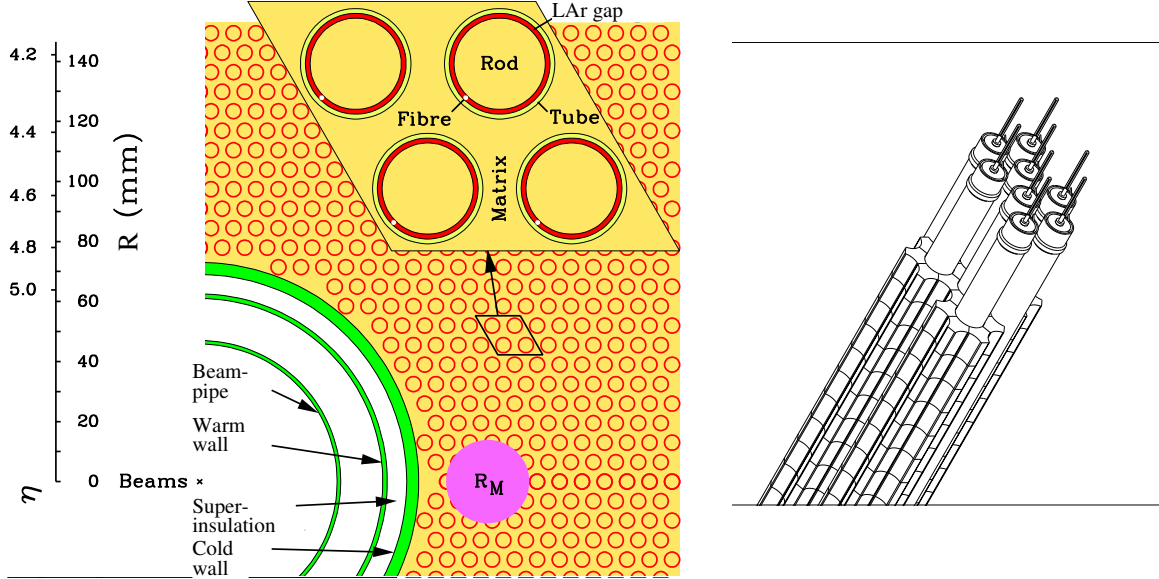 LAr gap
Rod
Fibre
Tube
Matrix
4.2
4.4
4.6
4.8
5.0
η
140
120
100
80
60
40
20
0
R (mm)
Beam-
pipe
Warm
wall
Beams ×
Super-
insulation
Cold
wall
R_M